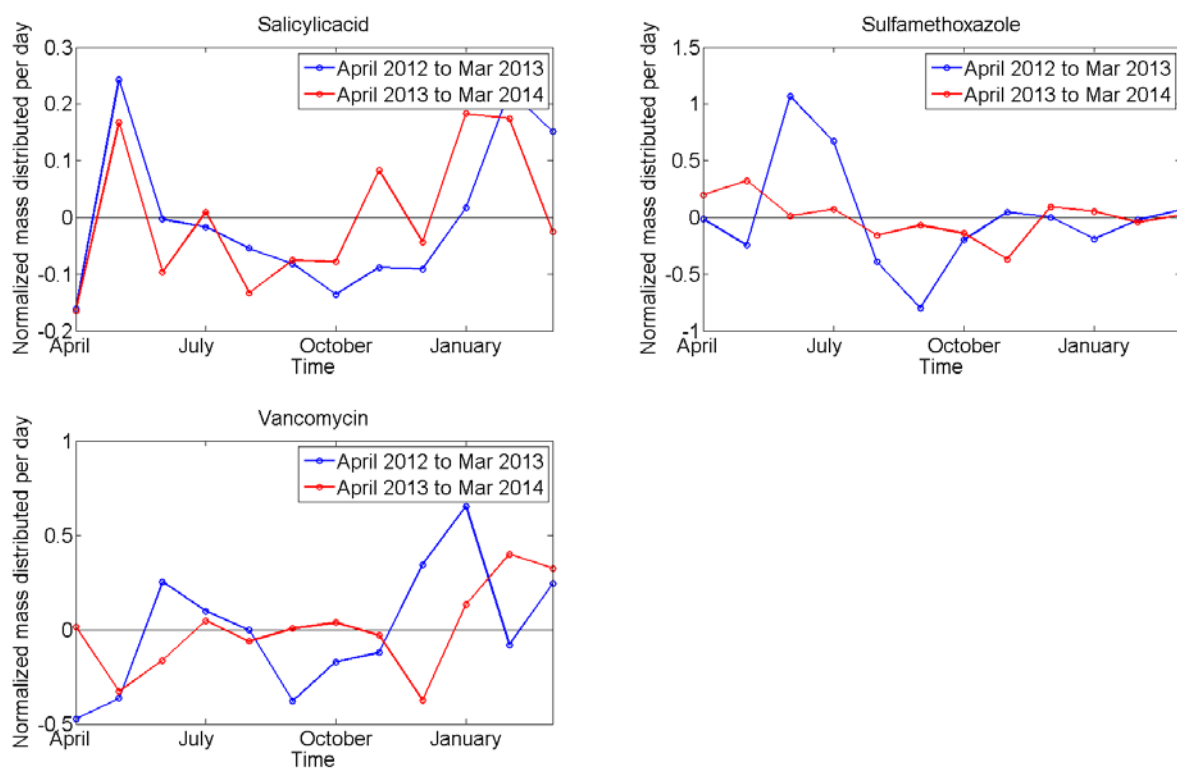 Salicylicacid
Normalized mass distributed per day
0.3
0.2
0.1
0
-0.1
-0.2
April 2012 to Mar 2013
April 2013 to Mar 2014
April July October January
Time
Sulfamethoxazole
Normalized mass distributed per day
1.5
1
0.5
0
-0.5
-1
April 2012 to Mar 2013
April 2013 to Mar 2014
April July October January
Time
Vancomycin
Normalized mass distributed per day
1
0.5
0
-0.5
April 2012 to Mar 2013
April 2013 to Mar 2014
April July October January
Time